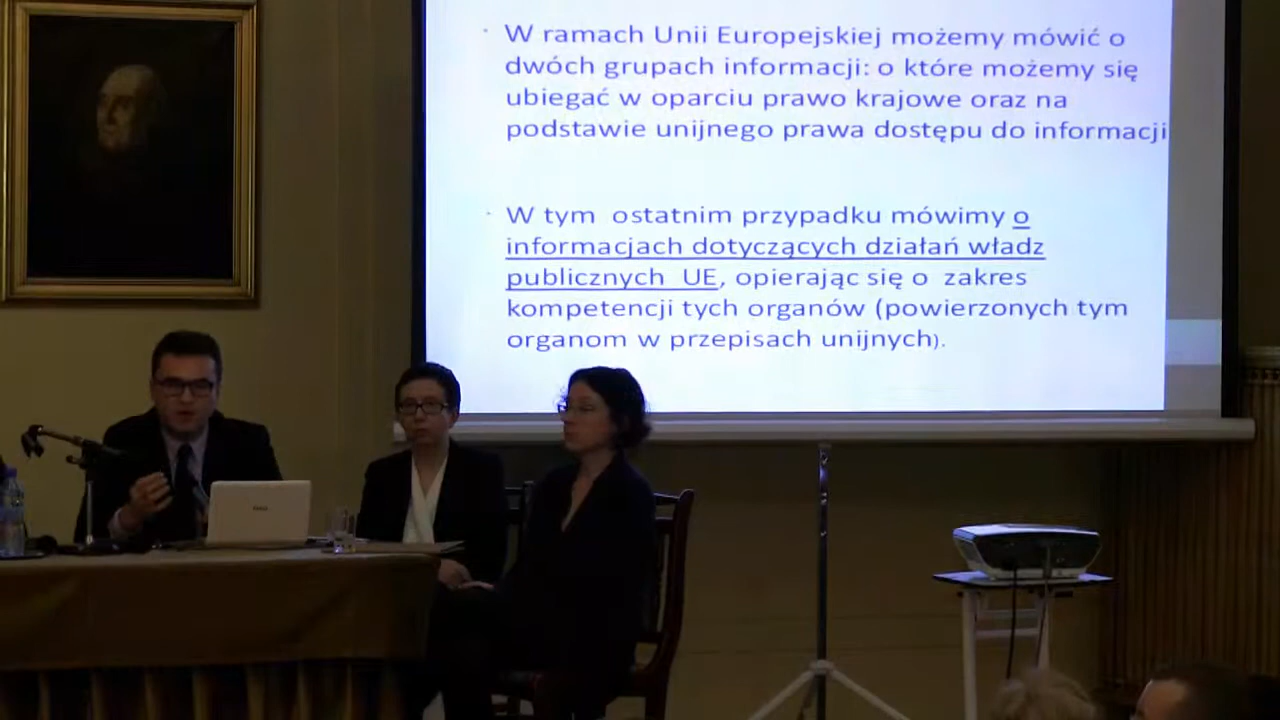 W ramach Unii Europejskiej możemy mówić o
dwóch grupach informacji: o które możemy się
ubiegać w oparciu prawo krajowe oraz na
podstawie unijnego prawa dostępu do informacji
W tym ostatnim przypadku mówimy o
informacjach dotyczących działań władz
publicznych UE, opierając się o zakres
kompetencji tych organów (powierzonych tym
organom w przepisach unijnych).